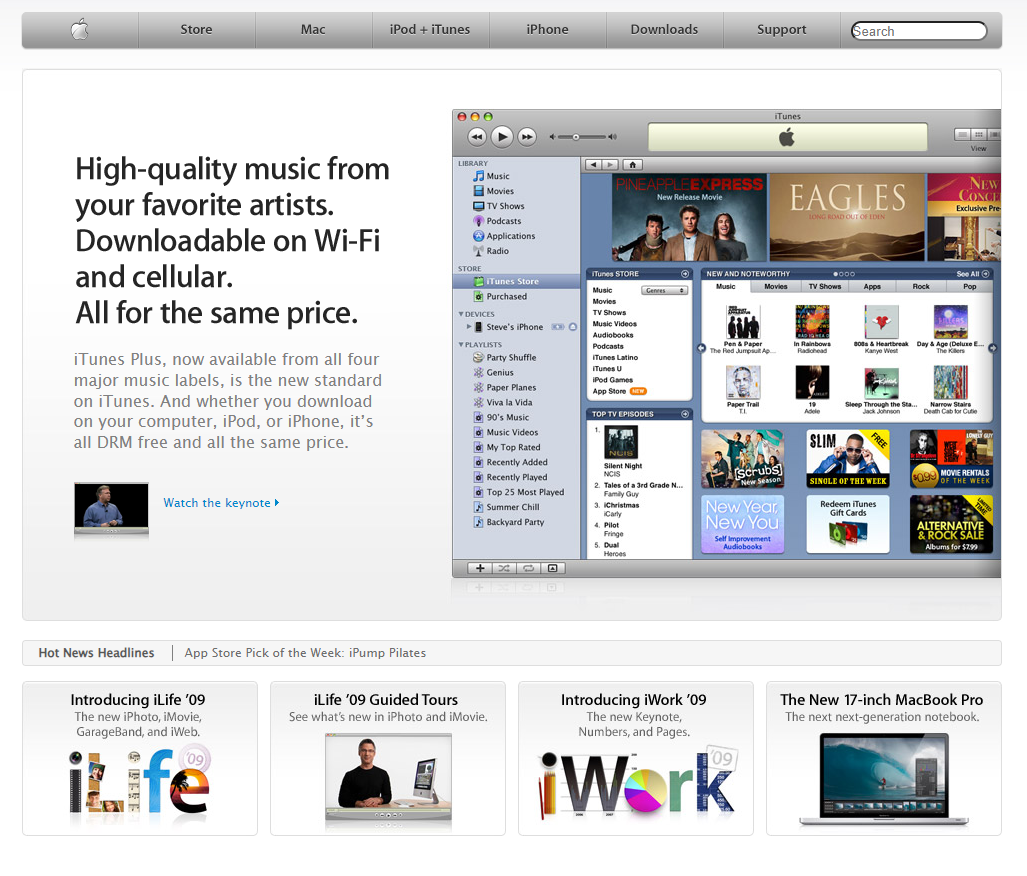 Store
Mac
iPod + iTunes
iPhone
Downloads
Support
Search
High-quality music from
your favorite artists.
Downloadable on Wi-Fi
and cellular.
All for the same price.
iTunes Plus, now available from all four
major music labels, is the new standard
on iTunes. And whether you download
on your computer, iPod, or iPhone, it’s
all DRM free and all the same price.
Watch the keynote
iTunes
View
LIBRARY
Music
Movies
TV Shows
Podcasts
Applications
Radio
STORE
iTunes Store
Purchased
DEVICES
Steve's iPhone
PLAYLISTS
Party Shuffle
Genius
Paper Planes
Viva la Vida
90's Music
Music Videos
My Top Rated
Recently Added
Recently Played
Top 25 Most Played
Summer Chill
Backyard Party
PINEAPPLE EXPRESS
New Release Movie
EAGLES
LONG ROAD OUT OF EDEN
NEW
CONCE
Exclusive Pre-
iTunes STORE
Music
Genres
Movies
TV Shows
Music Videos
Audiobooks
Podcasts
iTunes Latino
iTunes U
iPod Games
App Store NEW
TOP TV EPISODES
1.
NCIS
Silent Night
NCIS
2. Tales of a 3rd Grade N...
Family Guy
3. iChristmas
iCarly
4. Pilot
Fringe
5. Dual
Heroes
NEW AND NOTEWORTHY
See All
Music
Movies
TV Shows
Apps
Rock
Pop
Pen & Paper
The Red Jumpsuit Ap...
In Rainbows
Radiohead
808s & Heartbreak
Kanye West
Day & Age (Deluxe E...
The Killers
Paper Trail
T.I.
19
Adele
Sleep Through the Sta...
Jack Johnson
Narrow Stairs
Death Cab for Cutie
[Scrubs]
New Season
SLIM
FREE
SINGLE OF THE WEEK
THE LONELY GUY
$0.99
MOVIE RENTALS
OF THE WEEK
New Year,
New You
Self Improvement
Audiobooks
Redeem iTunes
Gift Cards
LIMITED
TIME
ALTERNATIVE
& ROCK SALE
Albums for $7.99
Hot News Headlines
App Store Pick of the Week: iPump Pilates
Introducing iLife ’09
The new iPhoto, iMovie,
GarageBand, and iWeb.
iLife
’09
iLife ’09 Guided Tours
See what’s new in iPhoto and iMovie.
Introducing iWork ’09
The new Keynote,
Numbers, and Pages.
iWork
’09
2006
2007
The New 17-inch MacBook Pro
The next next-generation notebook.